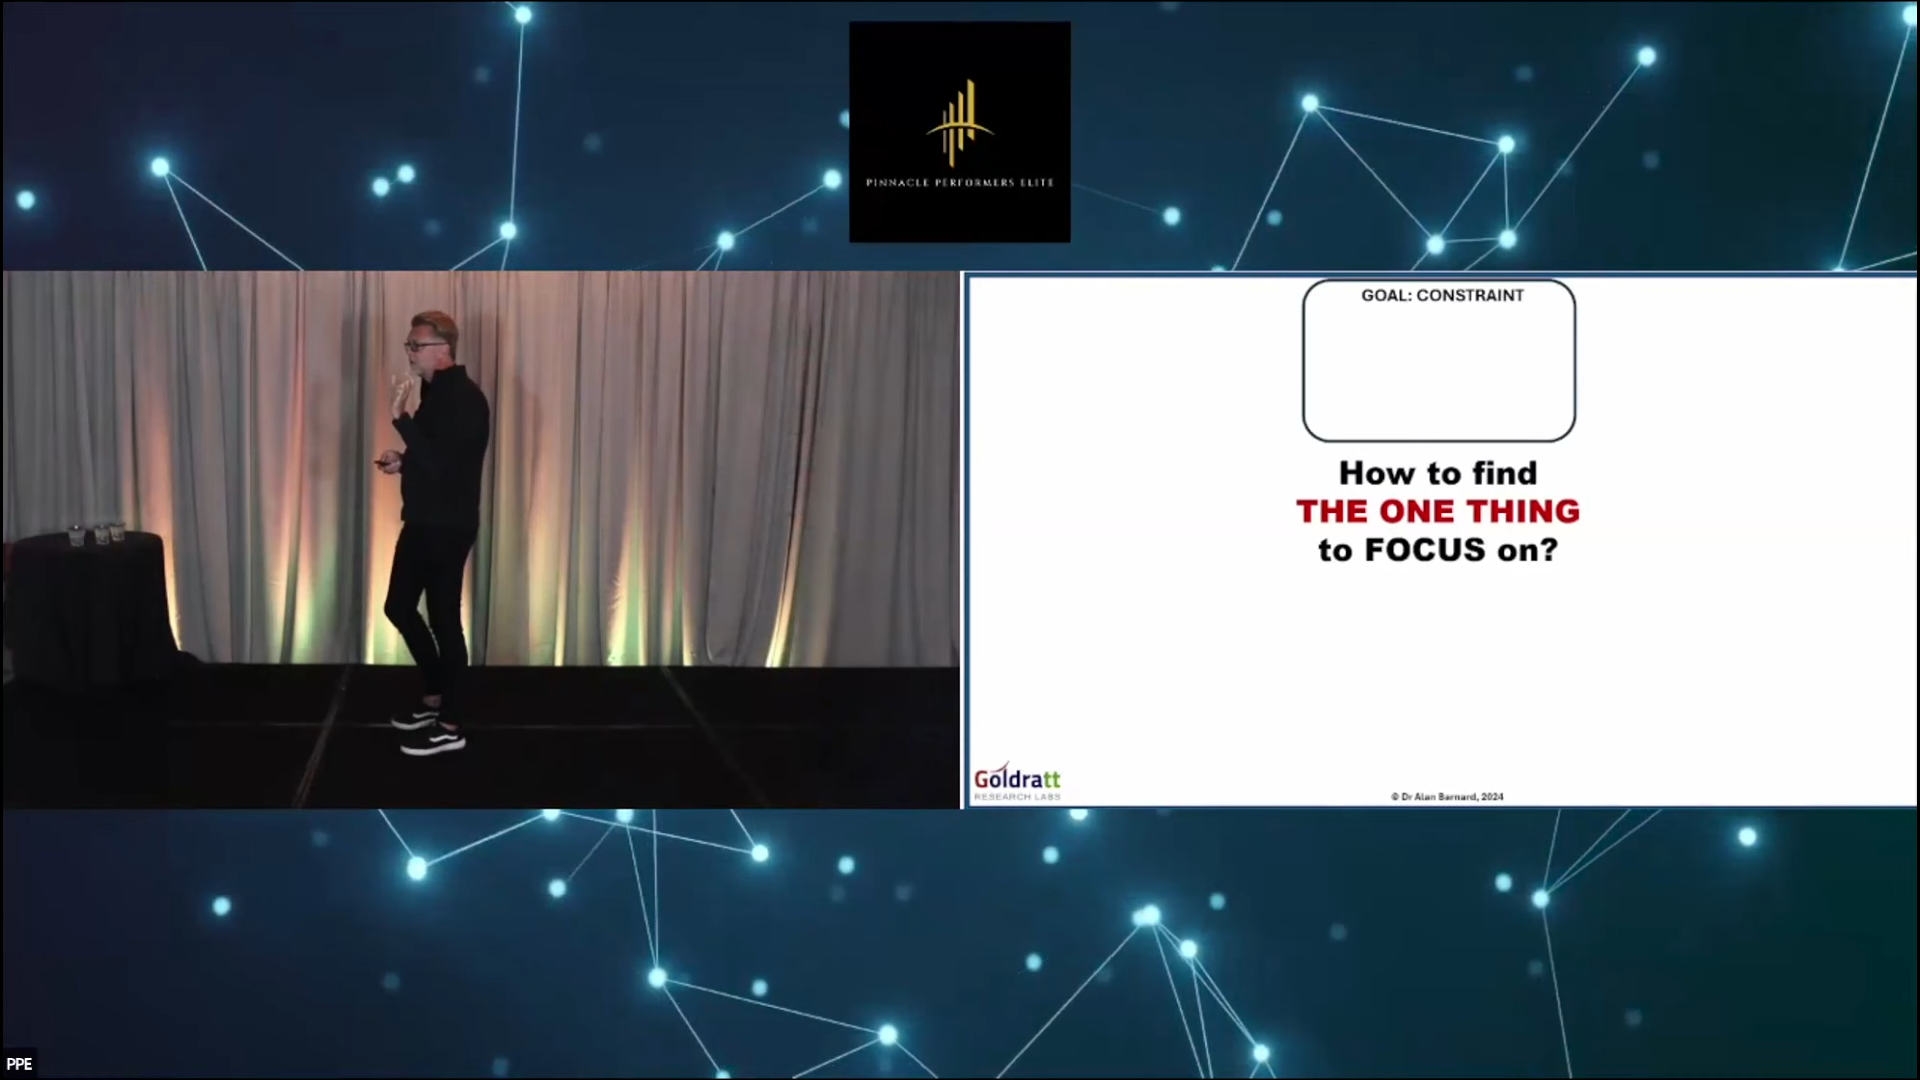 PINNACLE PERFORMERS ELITE
GOAL: CONSTRAINT
How to find
THE ONE THING
to FOCUS on?
Goldratt
RESEARCH LABS
© Dr Alan Barnard, 2024
PPE